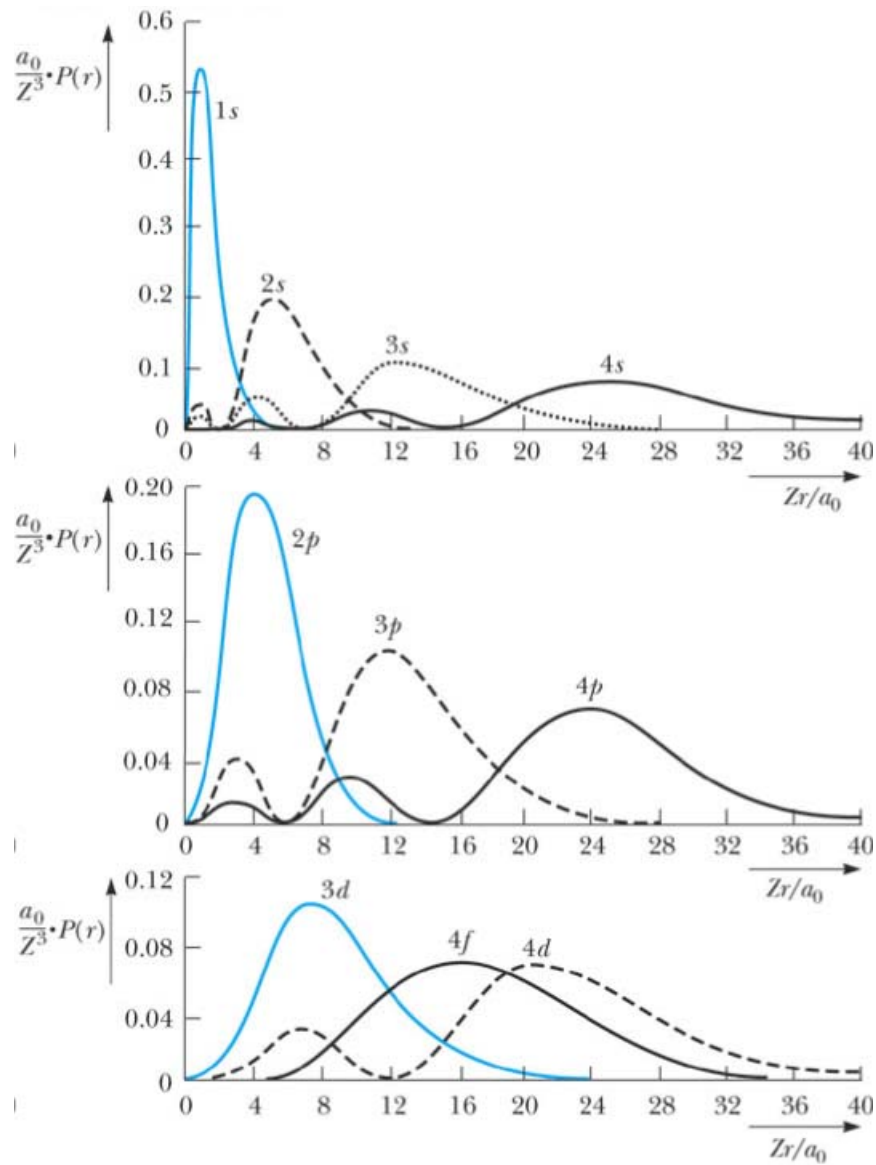 0.6
a₀/Z³ • P(r)
0.5
1s
0.4
0.3
0.2
2s
3s
4s
0.1
0
0 4 8 12 16 20 24 28 32 36 40
Zr/a₀
0.20
a₀/Z³ • P(r)
2p
0.16
0.12
3p
4p
0.08
0.04
0
0 4 8 12 16 20 24 28 32 36 40
Zr/a₀
0.12
3d
a₀/Z³ • P(r)
4f 4d
0.08
0.04
0
0 4 8 12 16 20 24 28 32 36 40
Zr/a₀